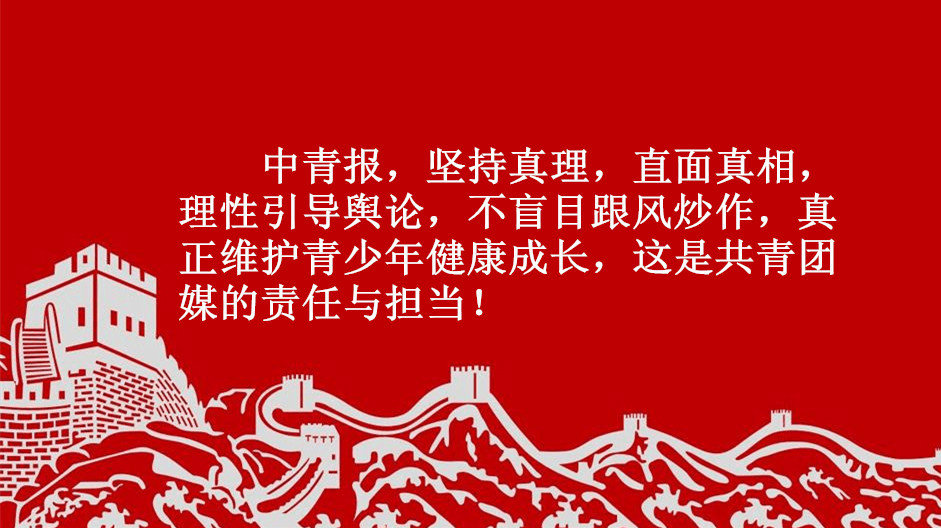 中青报，坚持真理，直面真相，
理性引导舆论，不盲目跟风炒作，真
正维护青少年健康成长，这是共青团
媒的责任与担当！